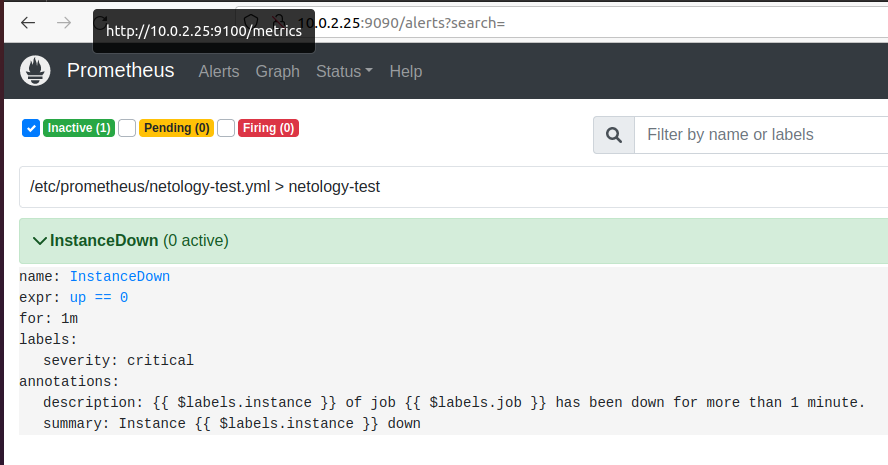 http://10.0.2.25:9100/metrics
10.0.2.25:9090/alerts?search=
Prometheus Alerts Graph Status Help
Inactive (1) Pending (0) Firing (0)
Filter by name or labels
/etc/prometheus/netology-test.yml > netology-test
InstanceDown (0 active)
name: InstanceDown
expr: up == 0
for: 1m
labels:
severity: critical
annotations:
description: {{ $labels.instance }} of job {{ $labels.job }} has been down for more than 1 minute.
summary: Instance {{ $labels.instance }} down